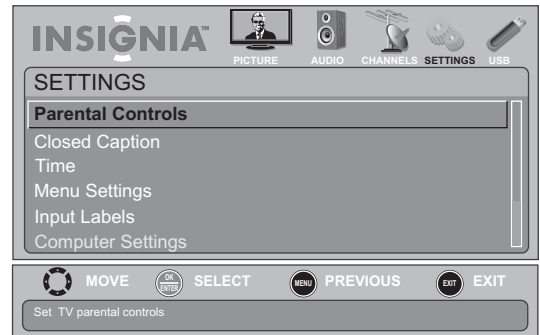 INSIGNIA™
PICTURE AUDIO CHANNELS SETTINGS USB
SETTINGS
Parental Controls
Closed Caption
Time
Menu Settings
Input Labels
Computer Settings
MOVE OK ENTER SELECT MENU PREVIOUS EXIT EXIT
Set TV parental controls